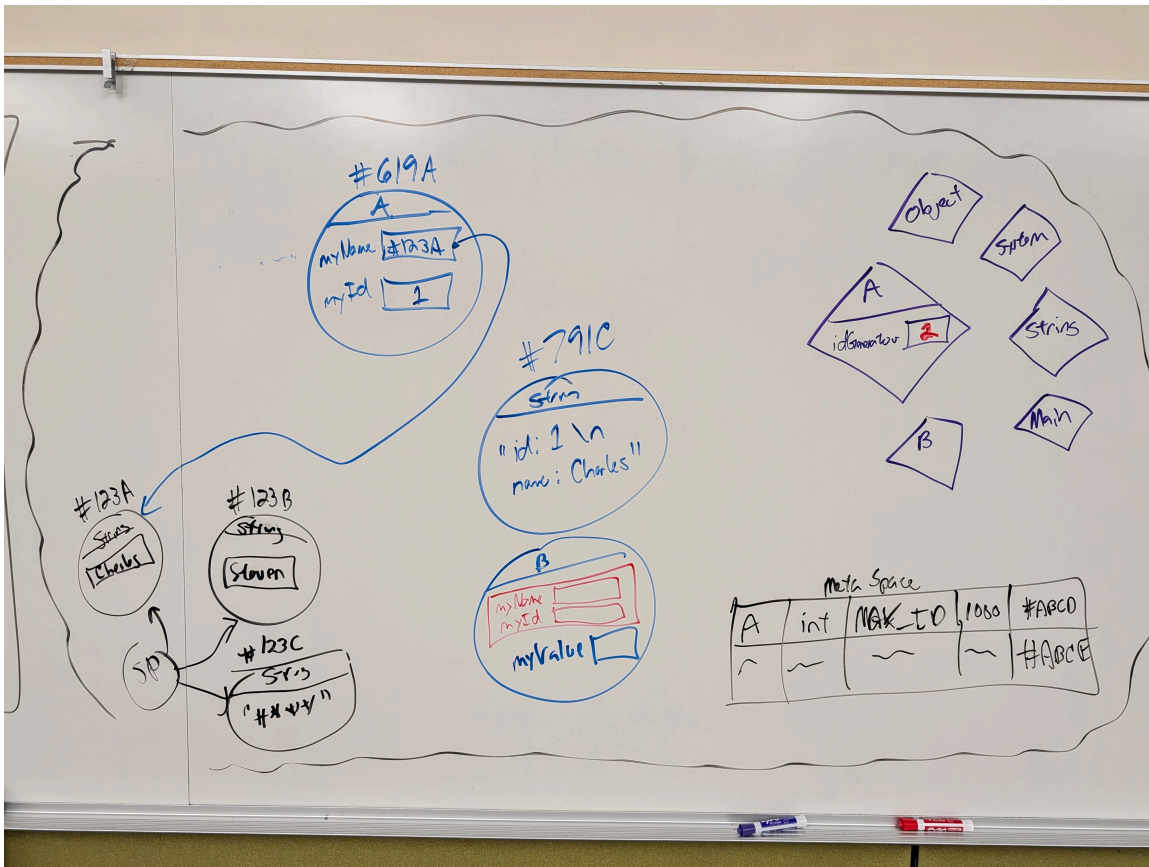 #619A
A
myName #123A
myId 1
#791C
String
"id: 1 \n
name: Charles"
B
myName
myId
myValue
#123A
String
Charles
#123B
String
Steven
SP
#123C
String
"#***"
Object
System
A
idGenerator 2
String
Main
B
Meta Space
A int MAX_ID 1000 #ABCD
#ABCE